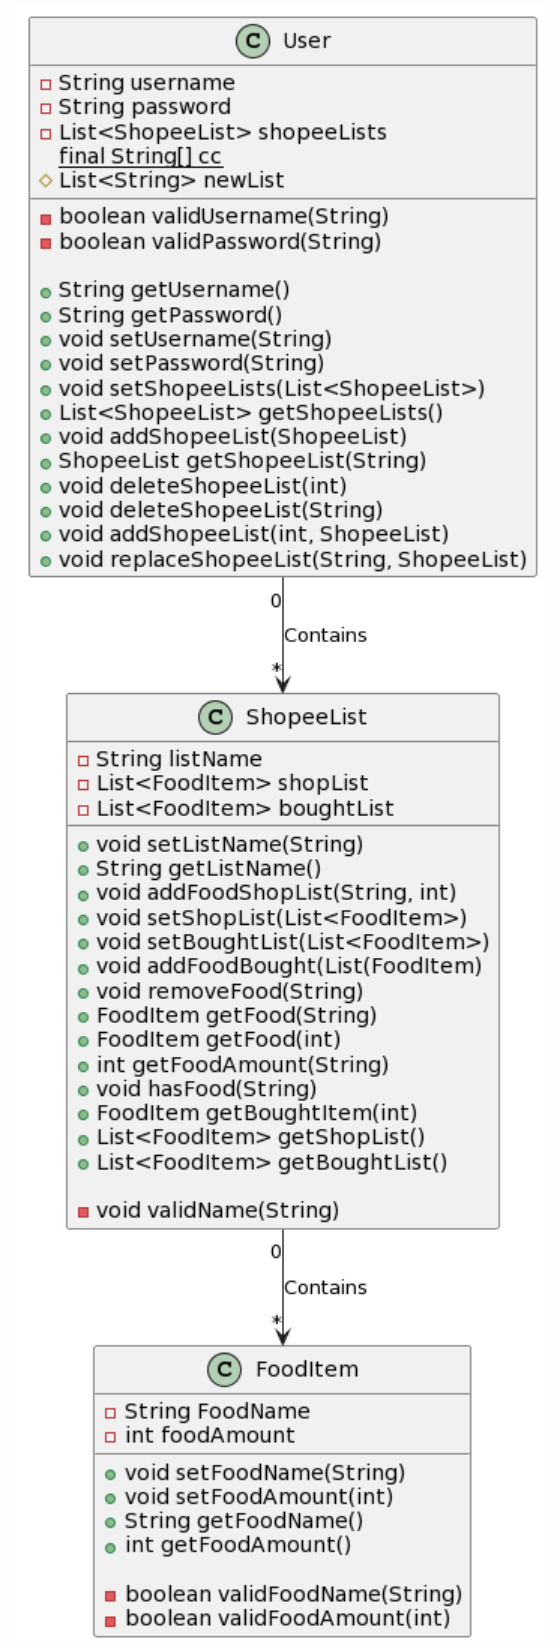 C User
String username
String password
List<ShopeeList> shopeeLists
final String[] cc
List<String> newList
boolean validUsername(String)
boolean validPassword(String)
String getUsername()
String getPassword()
void setUsername(String)
void setPassword(String)
void setShopeeLists(List<ShopeeList>)
List<ShopeeList> getShopeeLists()
void addShopeeList(ShopeeList)
ShopeeList getShopeeList(String)
void deleteShopeeList(int)
void deleteShopeeList(String)
void addShopeeList(int, ShopeeList)
void replaceShopeeList(String, ShopeeList)
0
Contains
*
C ShopeeList
String listName
List<FoodItem> shopList
List<FoodItem> boughtList
void setListName(String)
String getListName()
void addFoodShopList(String, int)
void setShopList(List<FoodItem>)
void setBoughtList(List<FoodItem>)
void addFoodBought(List(FoodItem)
void removeFood(String)
FoodItem getFood(String)
FoodItem getFood(int)
int getFoodAmount(String)
void hasFood(String)
FoodItem getBoughtItem(int)
List<FoodItem> getShopList()
List<FoodItem> getBoughtList()
void validName(String)
0
Contains
*
C FoodItem
String FoodName
int foodAmount
void setFoodName(String)
void setFoodAmount(int)
String getFoodName()
int getFoodAmount()
boolean validFoodName(String)
boolean validFoodAmount(int)